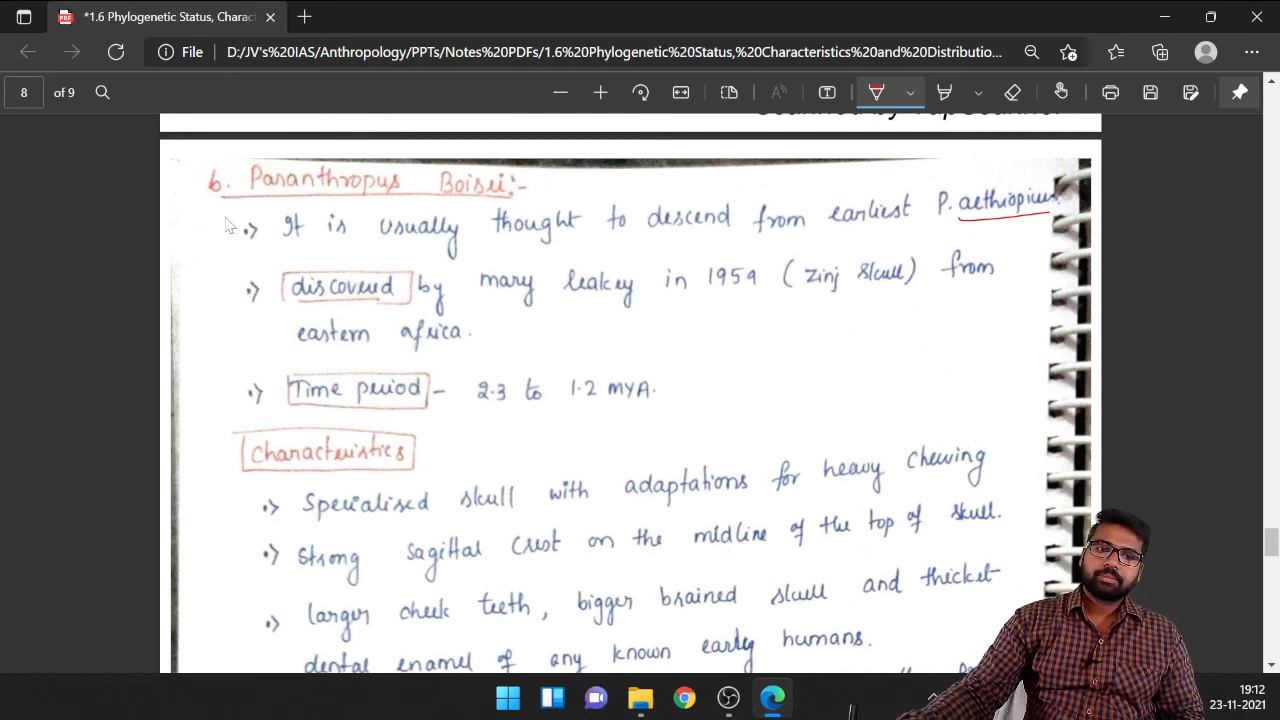 *1.6 Phylogenetic Status, Charac
File D:/JV's%20IAS/Anthropology/PPTs/Notes%20PDFs/1.6%20Phylogenetic%20Status,%20Characteristics%20and%20Distributio...
8 of 9
b. Paranthropus Boisei:-
It is usually thought to descend from earliest P. aethiopicus.
discovered by mary leakey in 1959 (zinj skull) from
eastern africa.
Time period - 2.3 to 1.2 MYA.
Characteristics
Specialised skull with adaptations for heavy chewing
strong sagittal crest on the midline of the top of skull.
larger cheek teeth, bigger brained skull and thickest
dental enamel of any known early humans.
19:12
23-11-2021